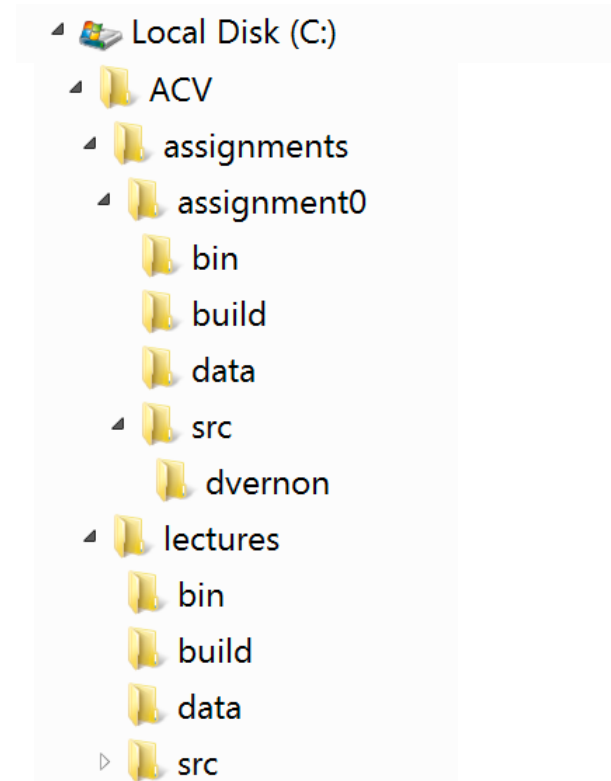 Local Disk (C:)
ACV
assignments
assignment0
bin
build
data
src
dvernon
lectures
bin
build
data
src